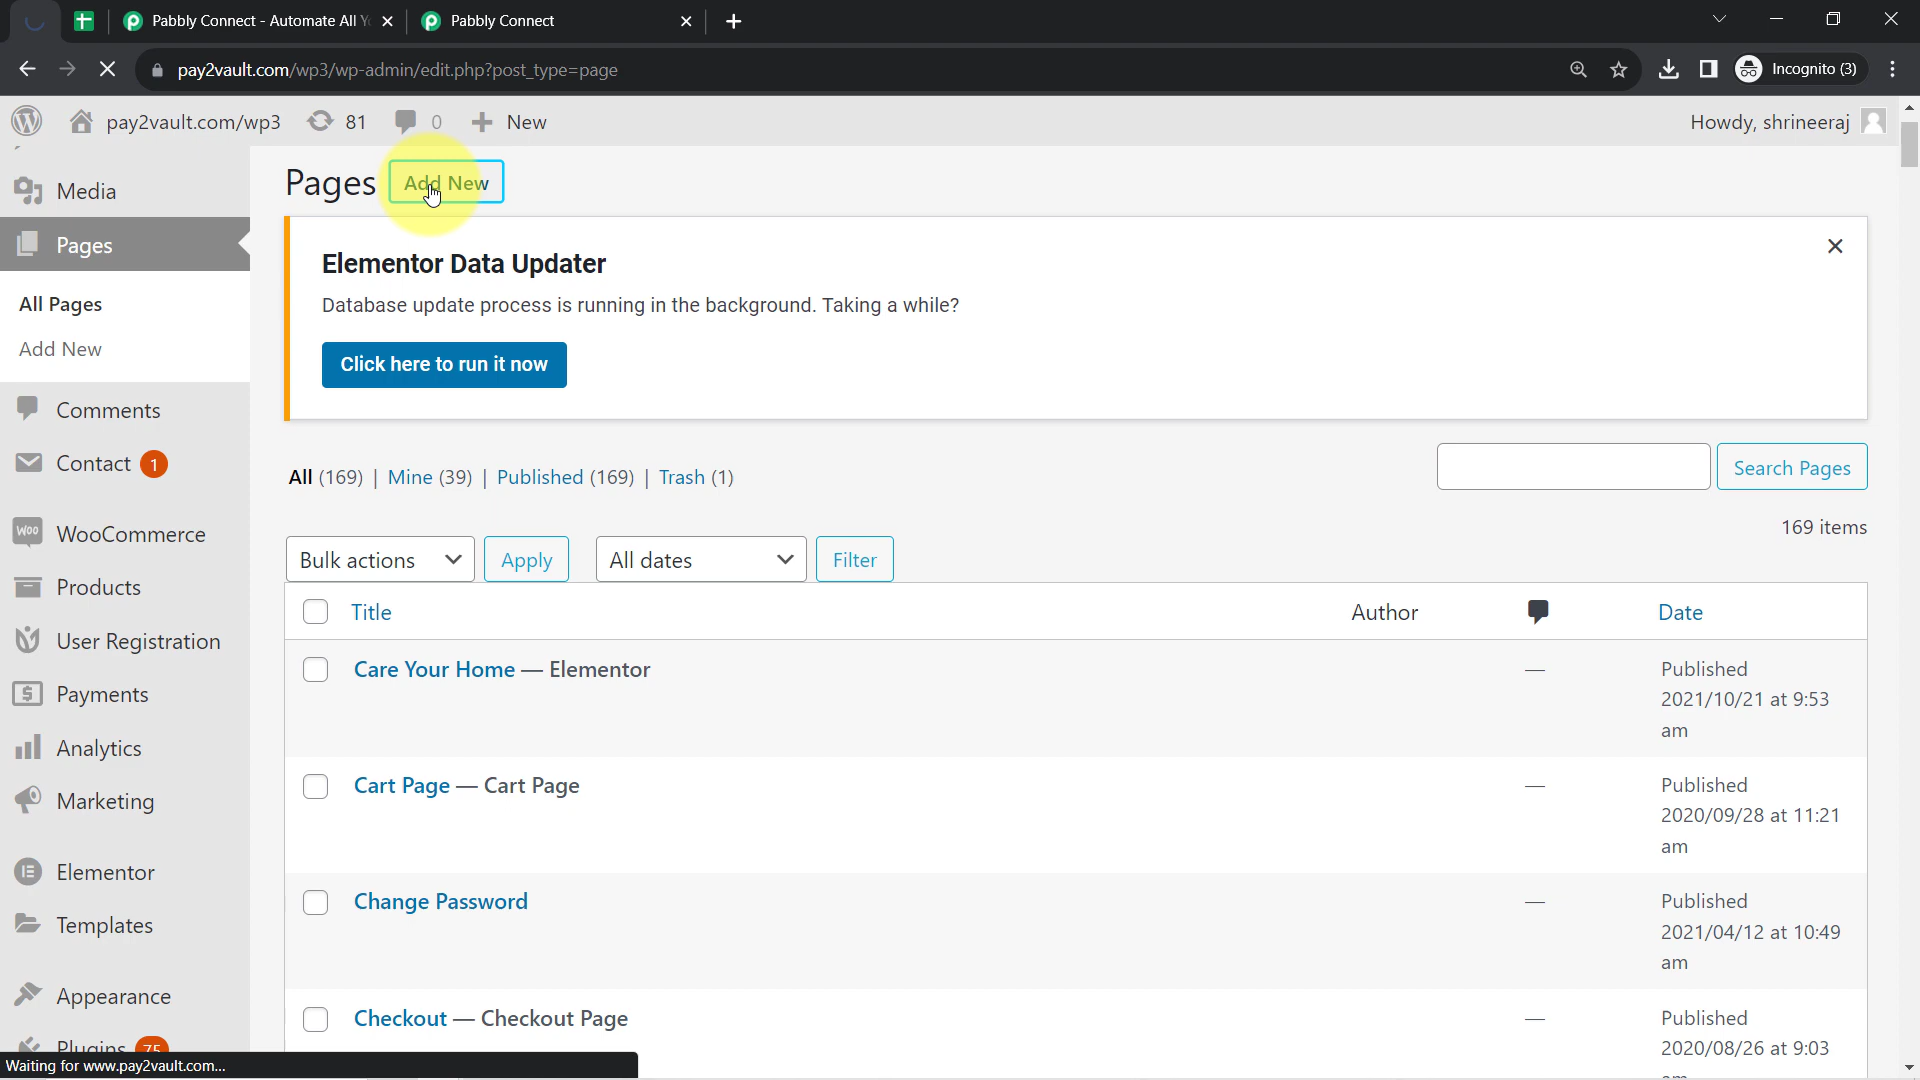 Pabbly Connect - Automate All Y
Pabbly Connect
pay2vault.com/wp3/wp-admin/edit.php?post_type=page
Incognito (3)
pay2vault.com/wp3
81
0
New
Howdy, shrineeraj
Media
Pages
All Pages
Add New
Comments
Contact 1
WooCommerce
Products
User Registration
Payments
Analytics
Marketing
Elementor
Templates
Appearance
Plugins 75
Pages
Add New
Elementor Data Updater
Database update process is running in the background. Taking a while?
Click here to run it now
All (169) | Mine (39) | Published (169) | Trash (1)
Search Pages
169 items
Bulk actions
Apply
All dates
Filter
Title
Author
Date
Care Your Home — Elementor
—
Published
2021/10/21 at 9:53
am
Cart Page — Cart Page
—
Published
2020/09/28 at 11:21
am
Change Password
—
Published
2021/04/12 at 10:49
am
Checkout — Checkout Page
—
Published
2020/08/26 at 9:03
am
Waiting for www.pay2vault.com...